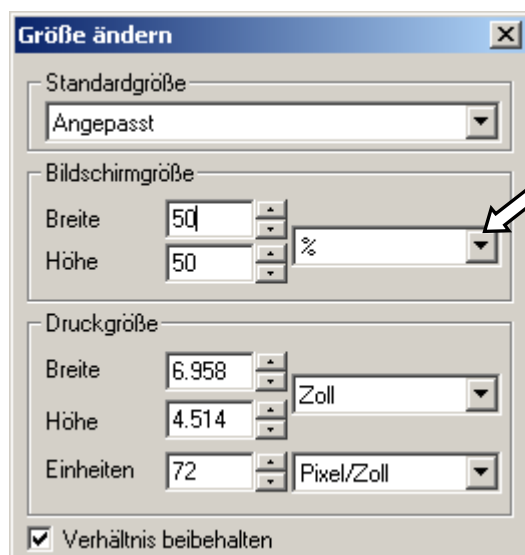 Größe ändern
Standardgröße
Angepasst
Bildschirmgröße
Breite 50
Höhe 50 %
Druckgröße
Breite 6.958
Höhe 4.514 Zoll
Einheiten 72 Pixel/Zoll
Verhältnis beibehalten